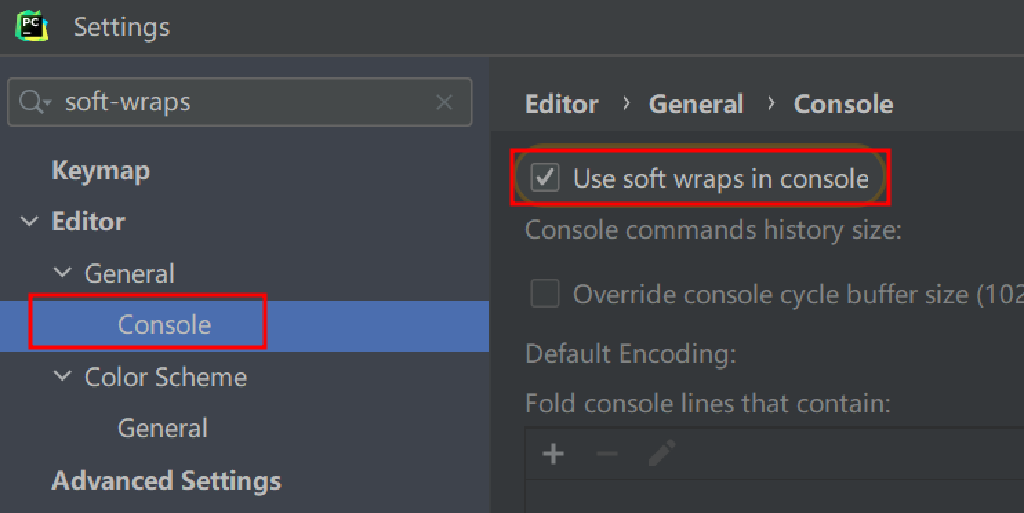 PC
Settings
soft-wraps
Keymap
Editor
General
Console
Color Scheme
General
Advanced Settings
Editor › General › Console
Use soft wraps in console
Console commands history size:
Override console cycle buffer size (102
Default Encoding:
Fold console lines that contain: